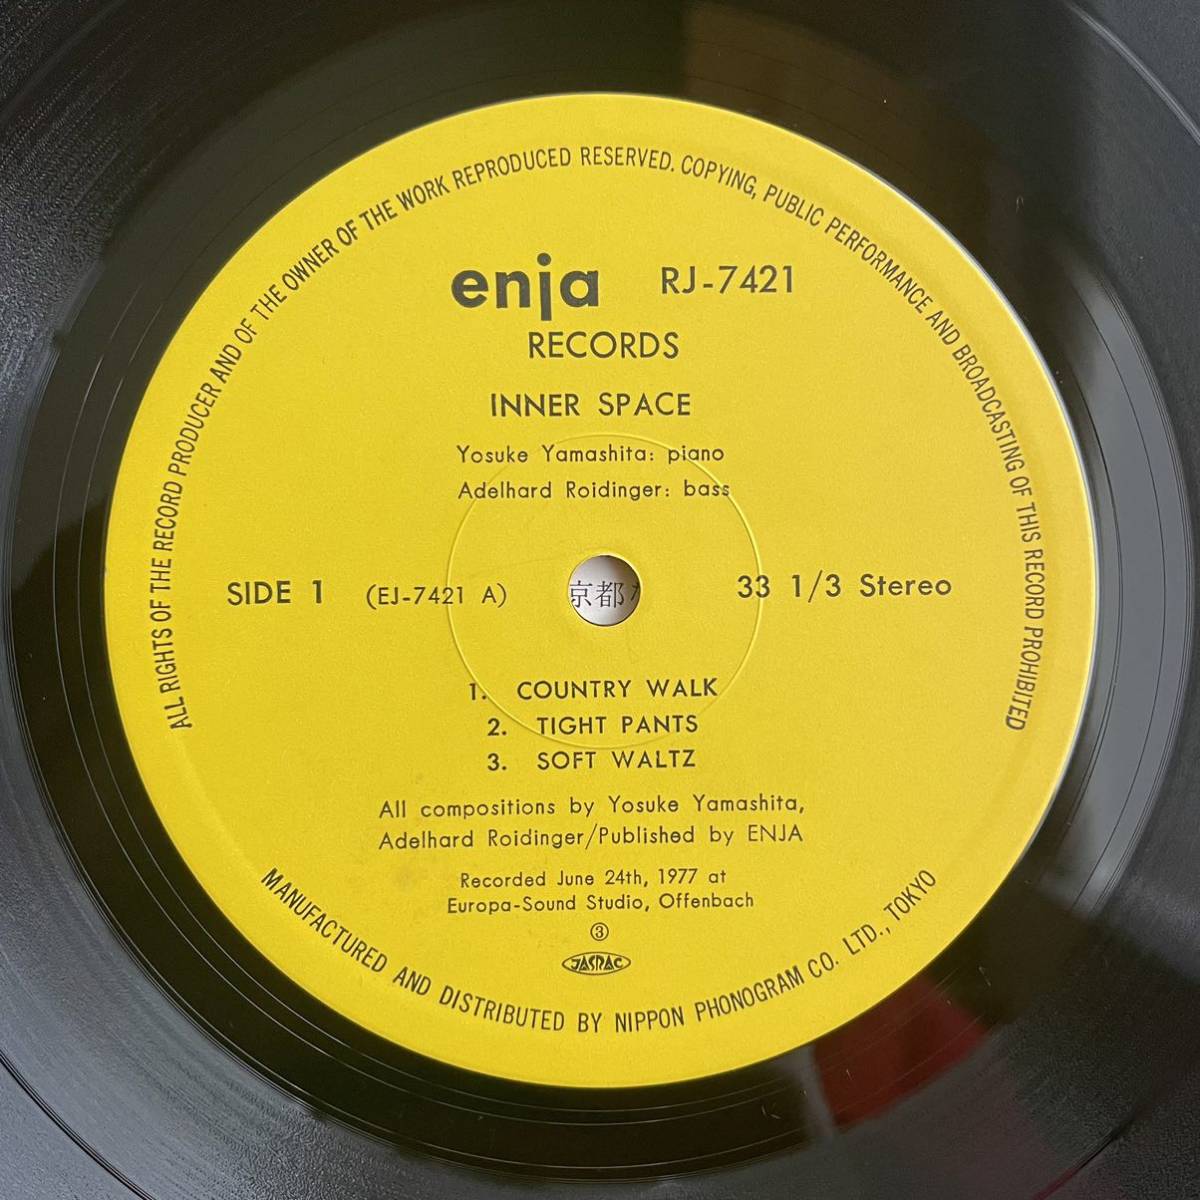 ALL RIGHTS OF THE RECORD PRODUCER AND OF THE OWNER OF THE WORK REPRODUCED RESERVED. COPYING, PUBLIC PERFORMANCE AND BROADCASTING OF THIS RECORD PROHIBITED
enja RJ-7421
RECORDS
INNER SPACE
Yosuke Yamashita: piano
Adelhard Roidinger: bass
SIDE 1 (EJ-7421 A) 京都 33 1/3 Stereo
1. COUNTRY WALK
2. TIGHT PANTS
3. SOFT WALTZ
All compositions by Yosuke Yamashita,
Adelhard Roidinger/Published by ENJA
Recorded June 24th, 1977 at
Europa-Sound Studio, Offenbach
③
JASRAC
MANUFACTURED AND DISTRIBUTED BY NIPPON PHONOGRAM CO. LTD., TOKYO